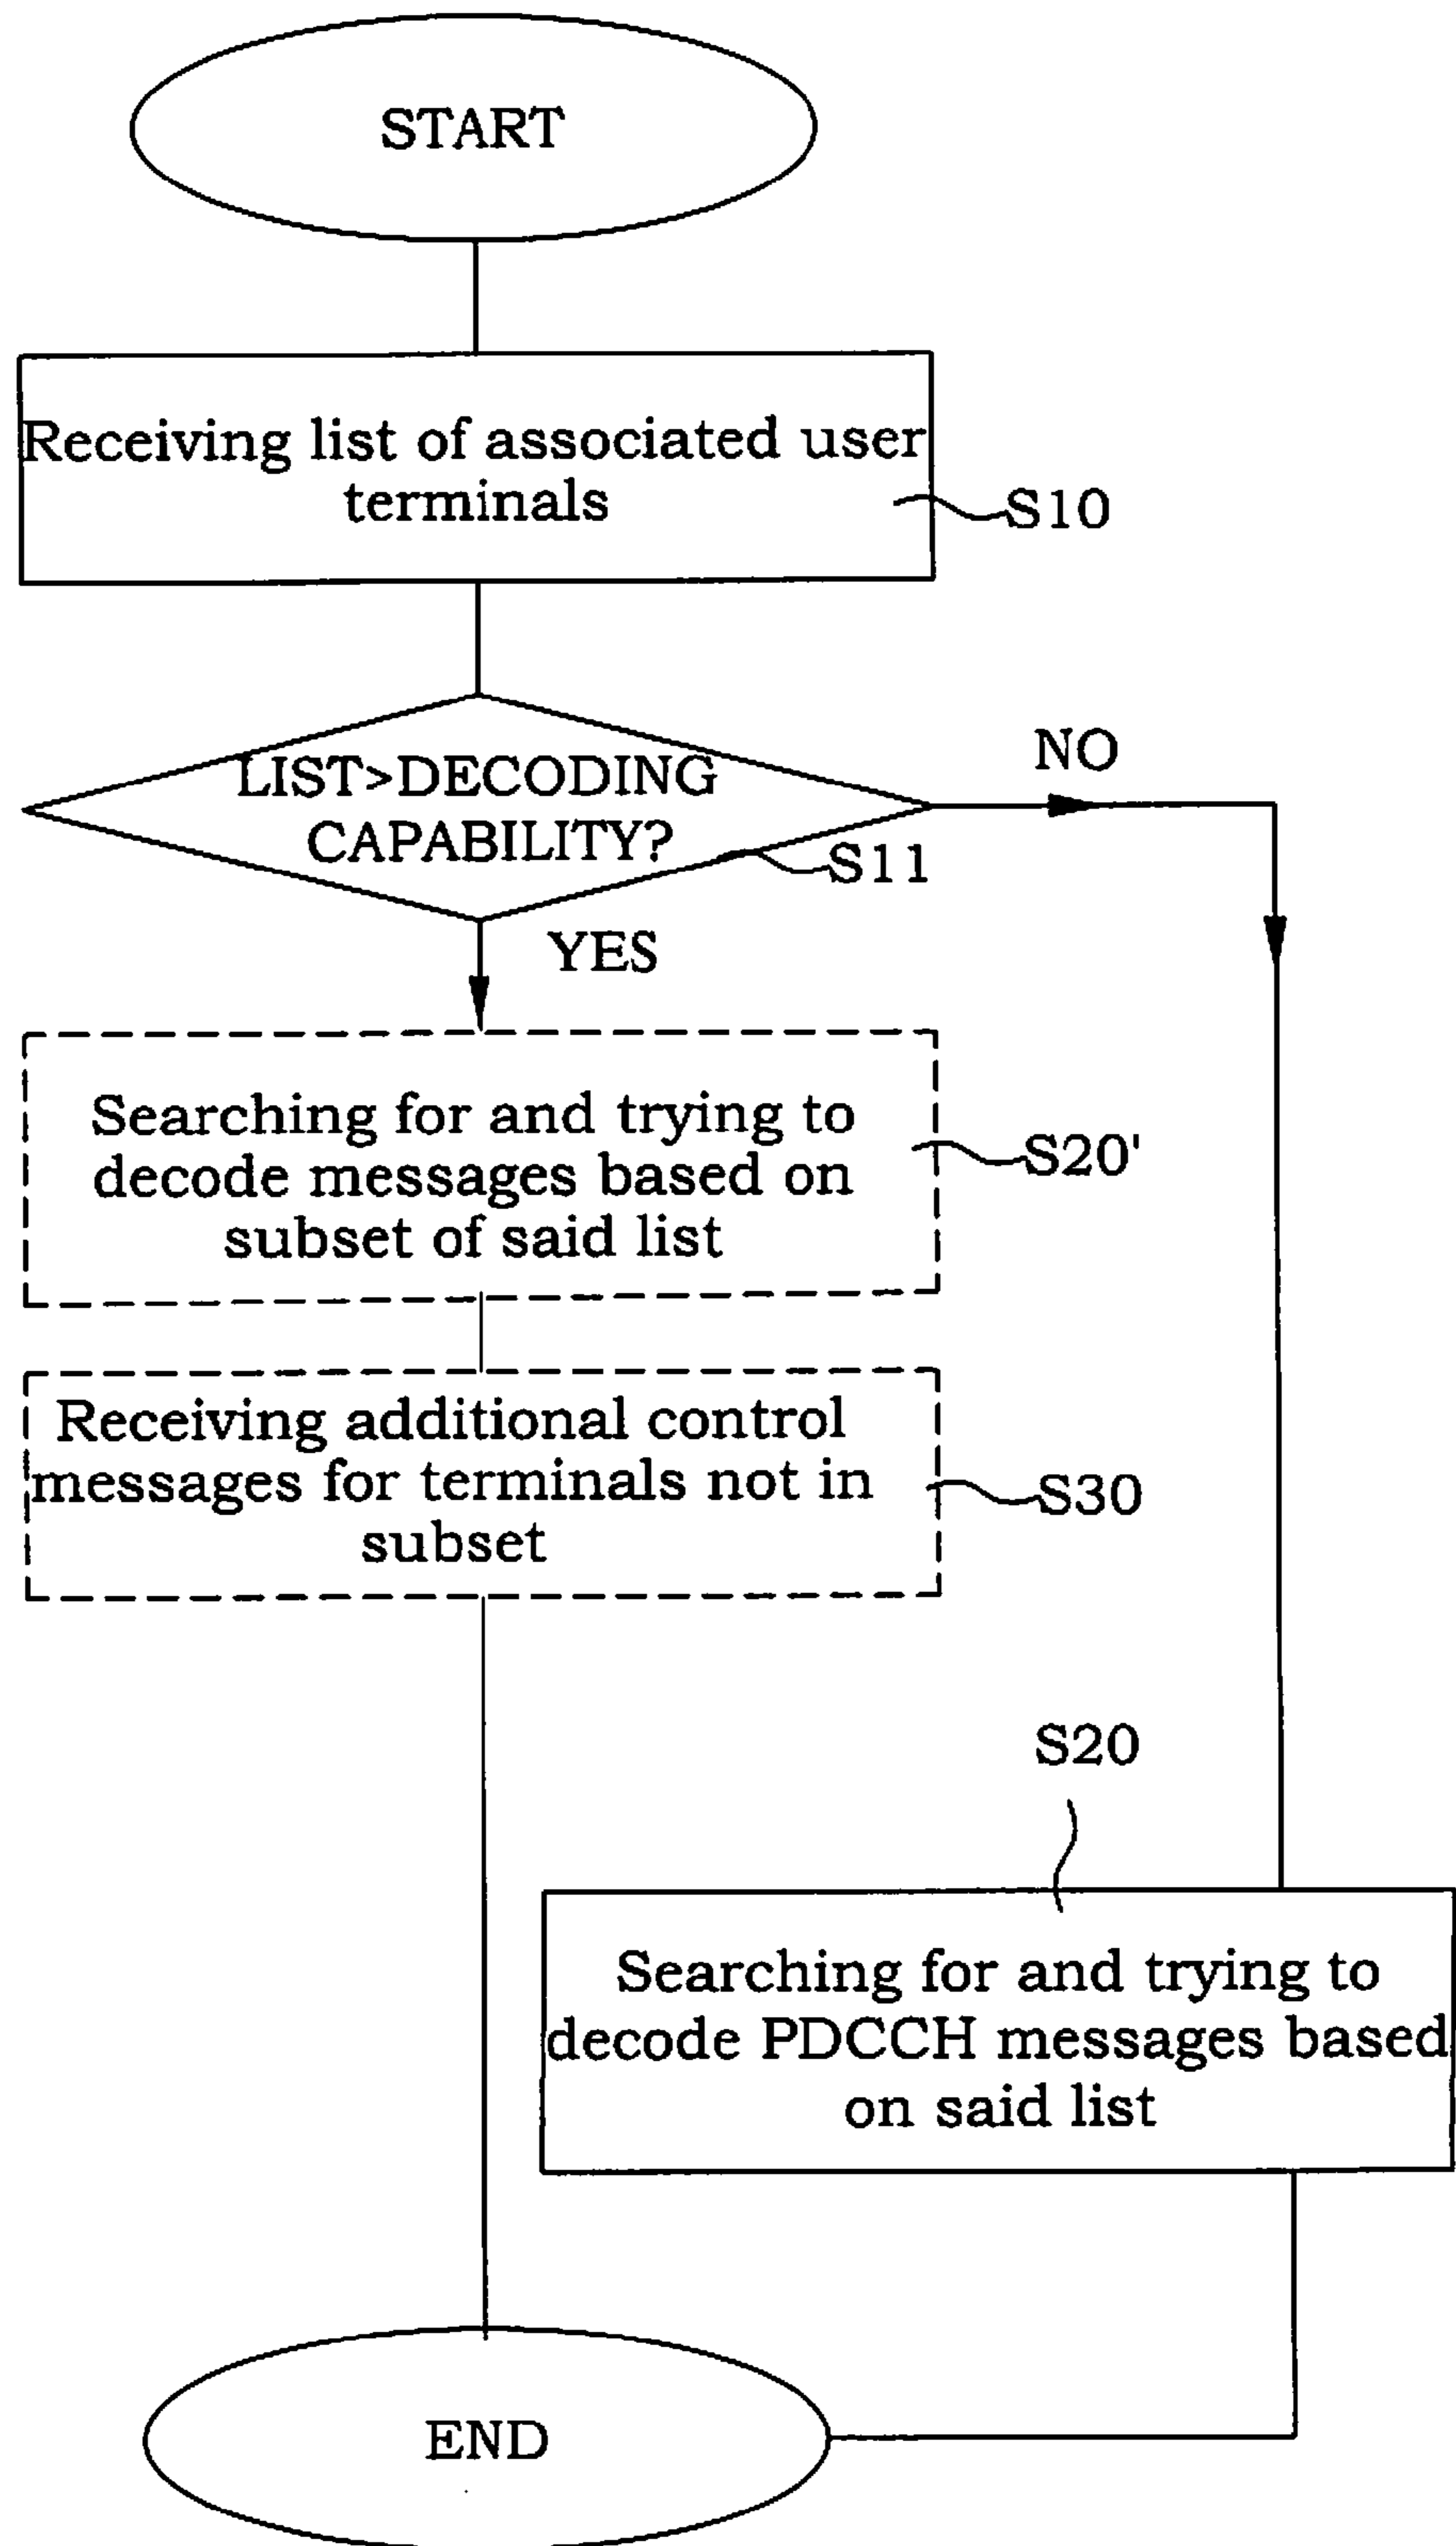 START
Receiving list of associated user
terminals
S10
LIST>DECODING
CAPABILITY?
S11
NO
YES
Searching for and trying to
decode messages based on
subset of said list
S20'
Receiving additional control
messages for terminals not in
subset
S30
S20
Searching for and trying to
decode PDCCH messages based
on said list
END